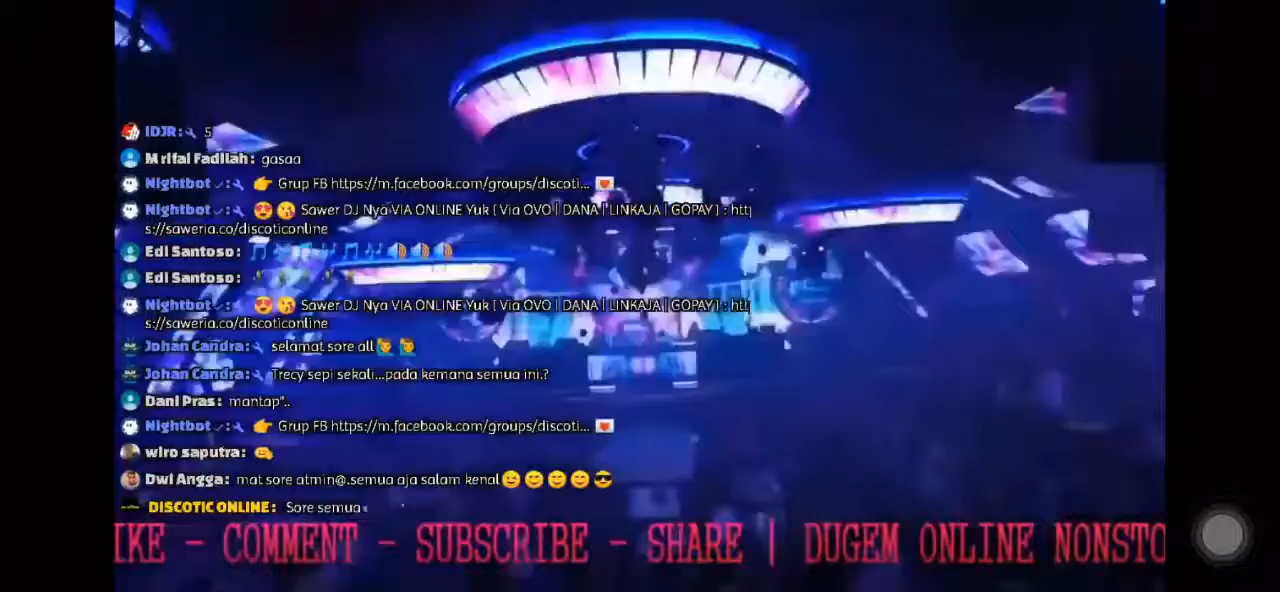 IDJR: 5
M rifai Fadilah: gasaa
Nightbot: Grup FB https://m.facebook.com/groups/discoti...
Nightbot: Sawer DJ Nya VIA ONLINE Yuk [ Via OVO | DANA | LINKAJA | GOPAY ] : htt
s://saweria.co/discoticonline
Edi Santoso:
Edi Santoso:
Nightbot: Sawer DJ Nya VIA ONLINE Yuk [ Via OVO | DANA | LINKAJA | GOPAY ] : htt
s://saweria.co/discoticonline
Johan Candra: selamat sore all
Johan Candra: Trecy sepi sekali...pada kemana semua ini.?
Dani Pras: mantap"..
Nightbot: Grup FB https://m.facebook.com/groups/discoti...
wiro saputra:
Dwi Angga: mat sore atmin@.semua aja salam kenal
DISCOTIC ONLINE: Sore semua
IKE - COMMENT - SUBSCRIBE - SHARE | DUGEM ONLINE NONSTO